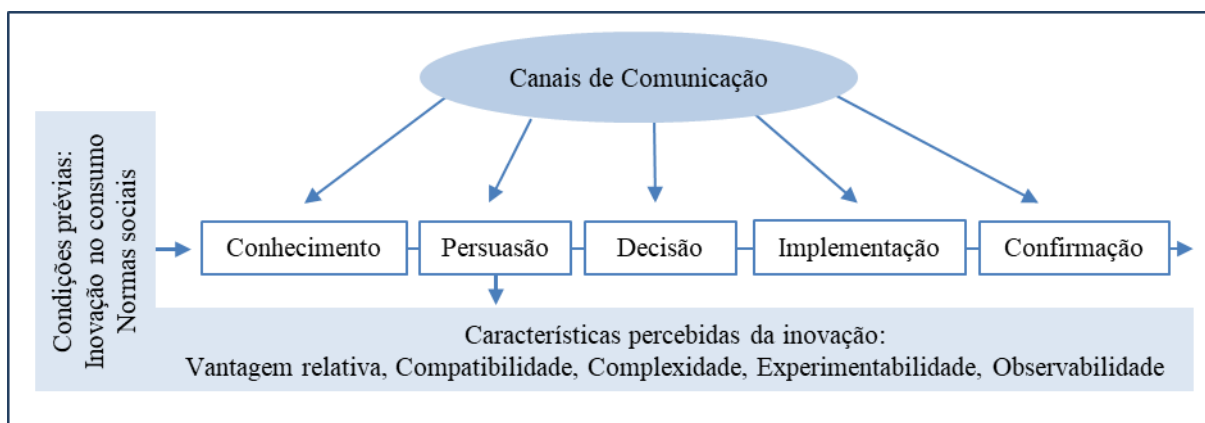 Canais de Comunicação
Condições prévias:
Inovação no consumo
Normas sociais
Conhecimento
Persuasão
Decisão
Implementação
Confirmação
Características percebidas da inovação:
Vantagem relativa, Compatibilidade, Complexidade, Experimentabilidade, Observabilidade